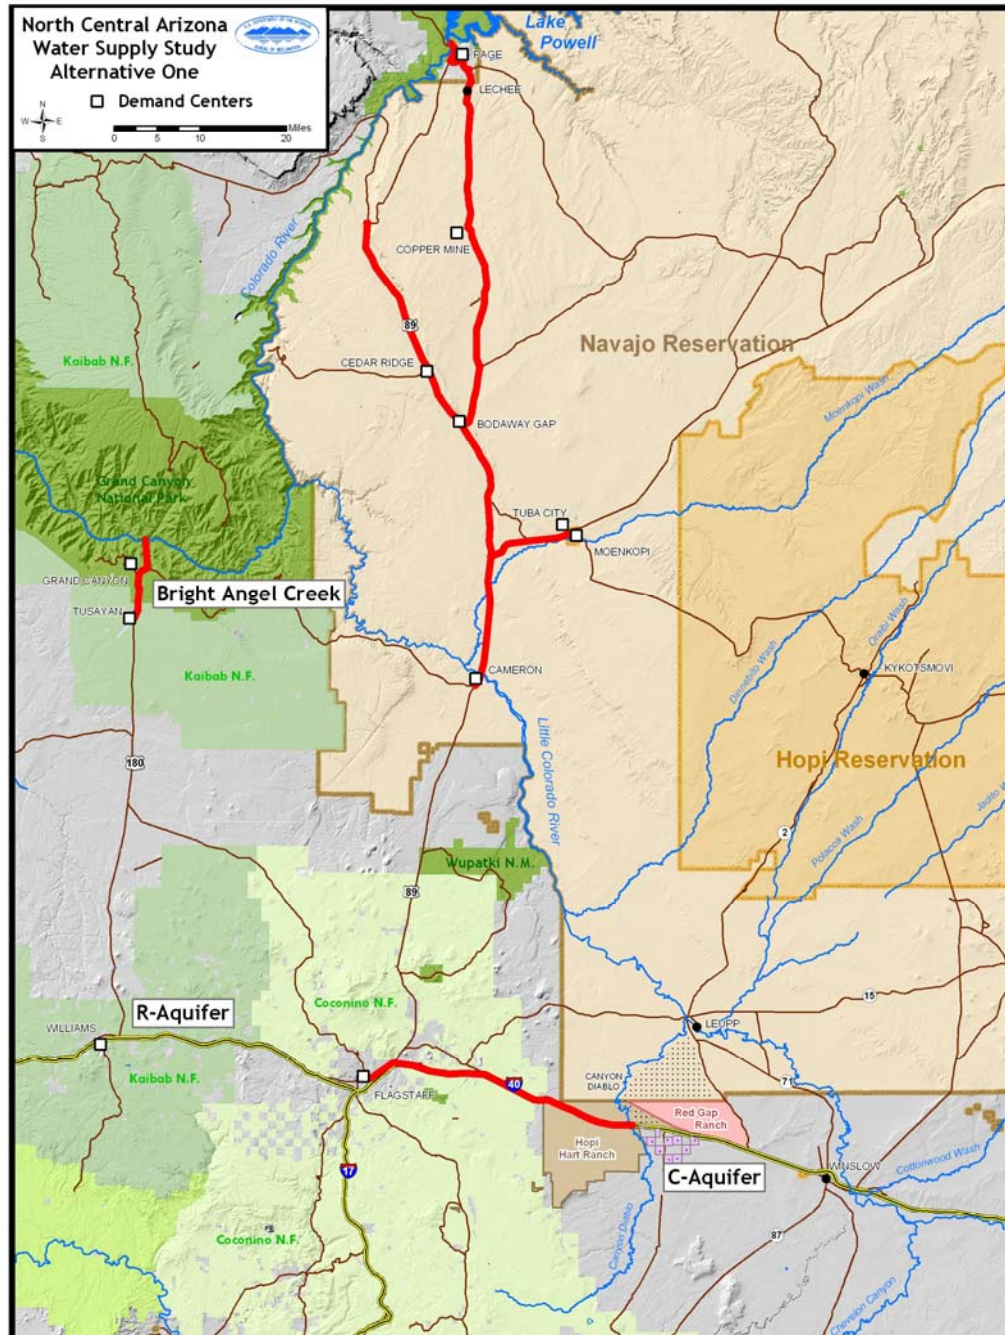 North Central Arizona
Water Supply Study
Alternative One
Demand Centers
N
W
E
S
0
5
10
20
Miles
Lake
Powell
PAGE
LECHEE
Colorado River
COPPER MINE
89
Navajo Reservation
Kaibab N.F.
CEDAR RIDGE
Moenkopi Wash
BODAWAY GAP
Grand Canyon
National Park
TUBA CITY
MOENKOPI
GRAND CANYON
Bright Angel Creek
TUSAYAN
Dinnebito Wash
Oraibi Wash
Kaibab N.F.
CAMERON
KYKOTSMOVI
Little Colorado River
180
Hopi Reservation
Jadito Wash
2
Polacca Wash
Wupatki N.M.
89
15
Coconino N.F.
R-Aquifer
LEUPP
WILLIAMS
Kaibab N.F.
CANYON
DIABLO
71
40
FLAGSTAFF
Red Gap
Ranch
Hopi
Hart Ranch
Cottonwood Wash
17
C-Aquifer
WINSLOW
Coconino N.F.
Canyon Diablo
87
Chevelon Canyon